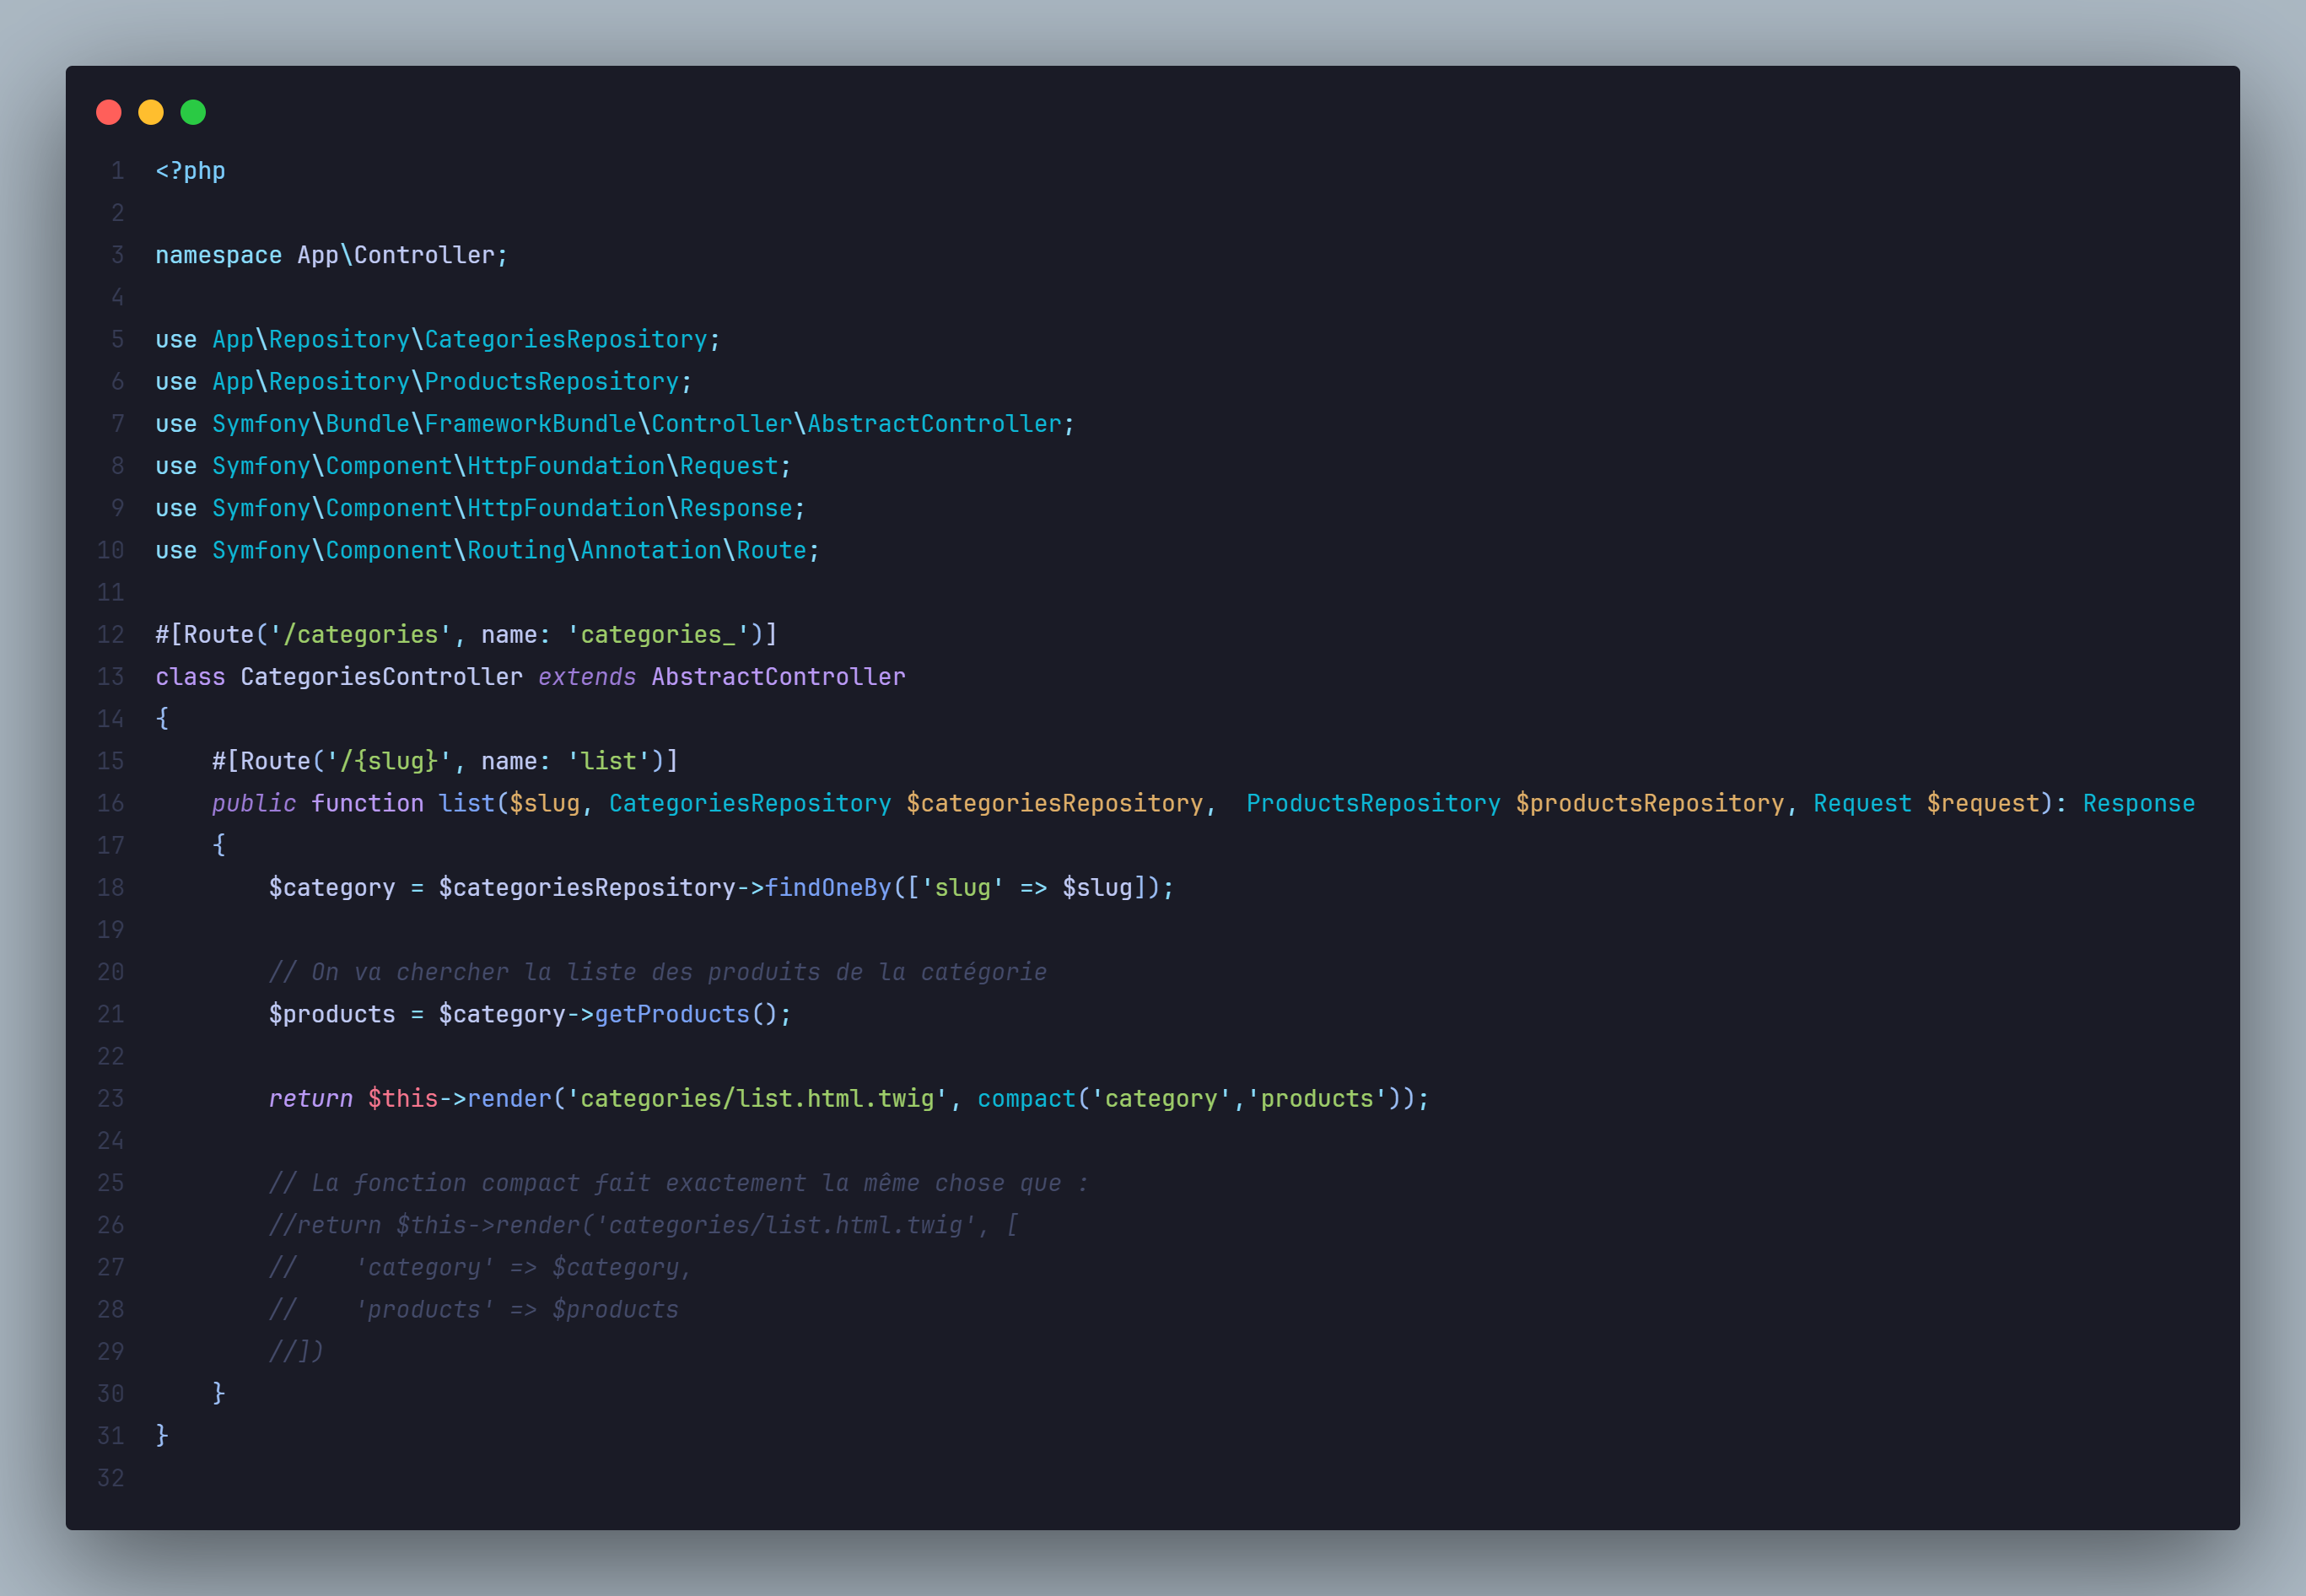 1 <?php
2
3 namespace App\Controller;
4
5 use App\Repository\CategoriesRepository;
6 use App\Repository\ProductsRepository;
7 use Symfony\Bundle\FrameworkBundle\Controller\AbstractController;
8 use Symfony\Component\HttpFoundation\Request;
9 use Symfony\Component\HttpFoundation\Response;
10 use Symfony\Component\Routing\Annotation\Route;
11
12 #[Route('/categories', name: 'categories_')]
13 class CategoriesController extends AbstractController
14 {
15     #[Route('/{slug}', name: 'list')]
16     public function list($slug, CategoriesRepository $categoriesRepository,  ProductsRepository $productsRepository, Request $request): Response
17     {
18         $category = $categoriesRepository->findOneBy(['slug' => $slug]);
19
20         // On va chercher la liste des produits de la catégorie
21         $products = $category->getProducts();
22
23         return $this->render('categories/list.html.twig', compact('category','products'));
24
25         // La fonction compact fait exactement la même chose que :
26         //return $this->render('categories/list.html.twig', [
27         //    'category' => $category,
28         //    'products' => $products
29         //])
30     }
31 }
32